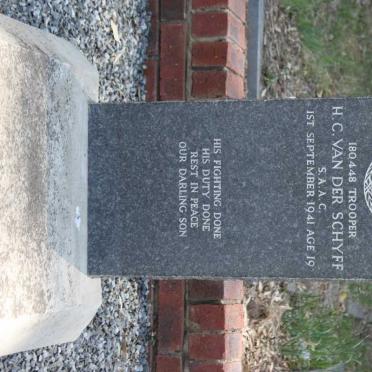 180448 TROOPER
H. C. VAN DER SCHYFF
S. A. A. C.
1ST SEPTEMBER 1941 AGE 19
HIS FIGHTING DONE
HIS DUTY DONE
REST IN PEACE
OUR DARLING SON